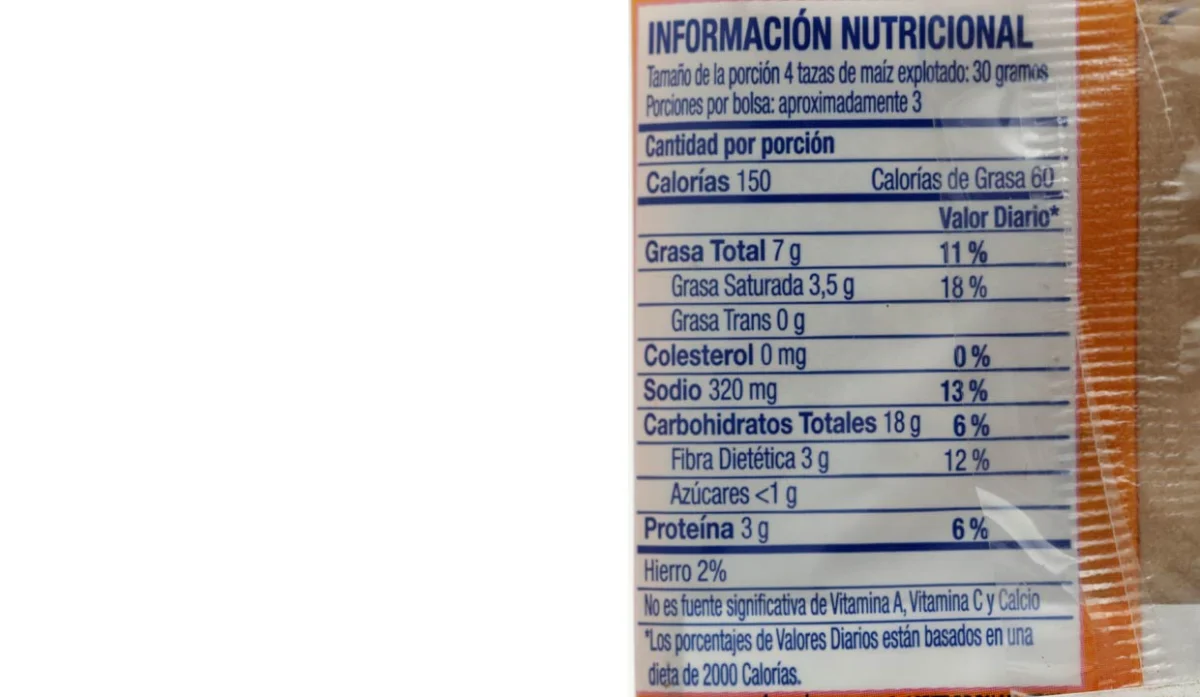 INFORMACIÓN NUTRICIONAL
Tamaño de la porción 4 tazas de maíz explotado: 30 gramos
Porciones por bolsa: aproximadamente 3
Cantidad por porción
Calorías 150 Calorías de Grasa 60
Valor Diario*
Grasa Total 7 g 11 %
Grasa Saturada 3,5 g 18 %
Grasa Trans 0 g
Colesterol 0 mg 0 %
Sodio 320 mg 13 %
Carbohidratos Totales 18 g 6 %
Fibra Dietética 3 g 12 %
Azúcares <1 g
Proteína 3 g 6 %
Hierro 2%
No es fuente significativa de Vitamina A, Vitamina C y Calcio
*Los porcentajes de Valores Diarios están basados en una
dieta de 2000 Calorías.